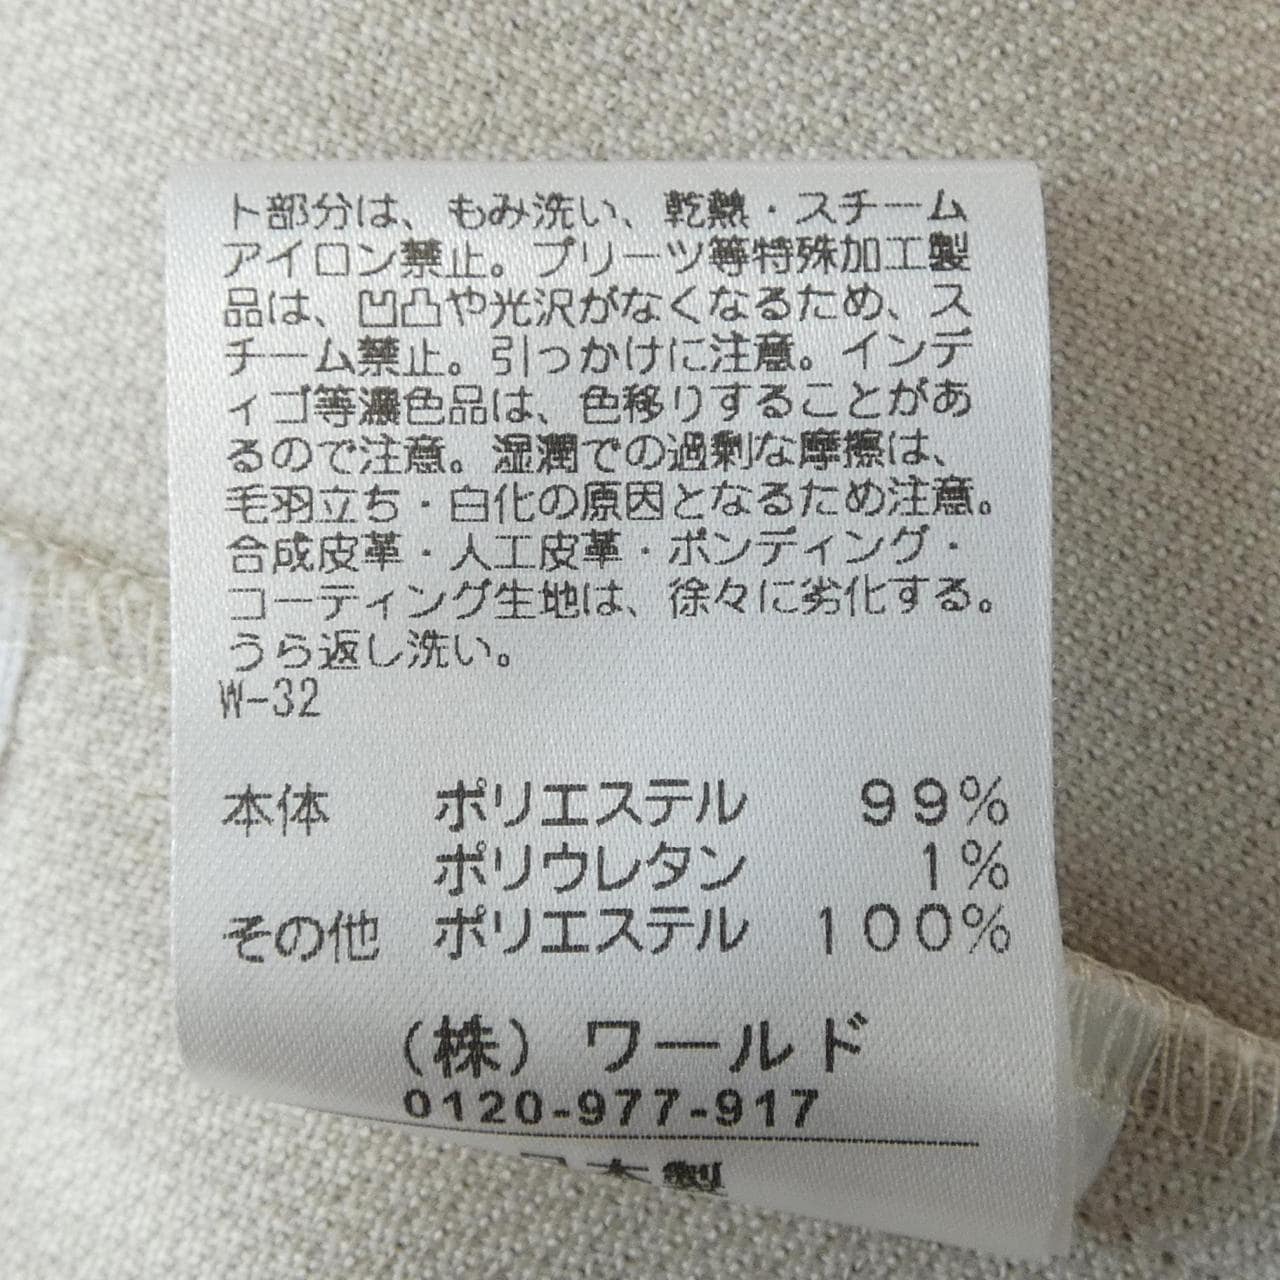 ト部分は、もみ洗い、乾熱・スチーム
アイロン禁止。プリーツ等特殊加工製
品は、凹凸や光沢がなくなるため、ス
チーム禁止。引っかけに注意。インデ
ィゴ等濃色品は、色移りすることがあ
るので注意。湿潤での過剰な摩擦は、
毛羽立ち・白化の原因となるため注意。
合成皮革・人工皮革・ボンディング・
コーティング生地は、徐々に劣化する。
うら返し洗い。
W-32
本体 ポリエステル 99%
ポリウレタン 1%
その他 ポリエステル 100%
(株) ワールド
0120-977-917
日本製